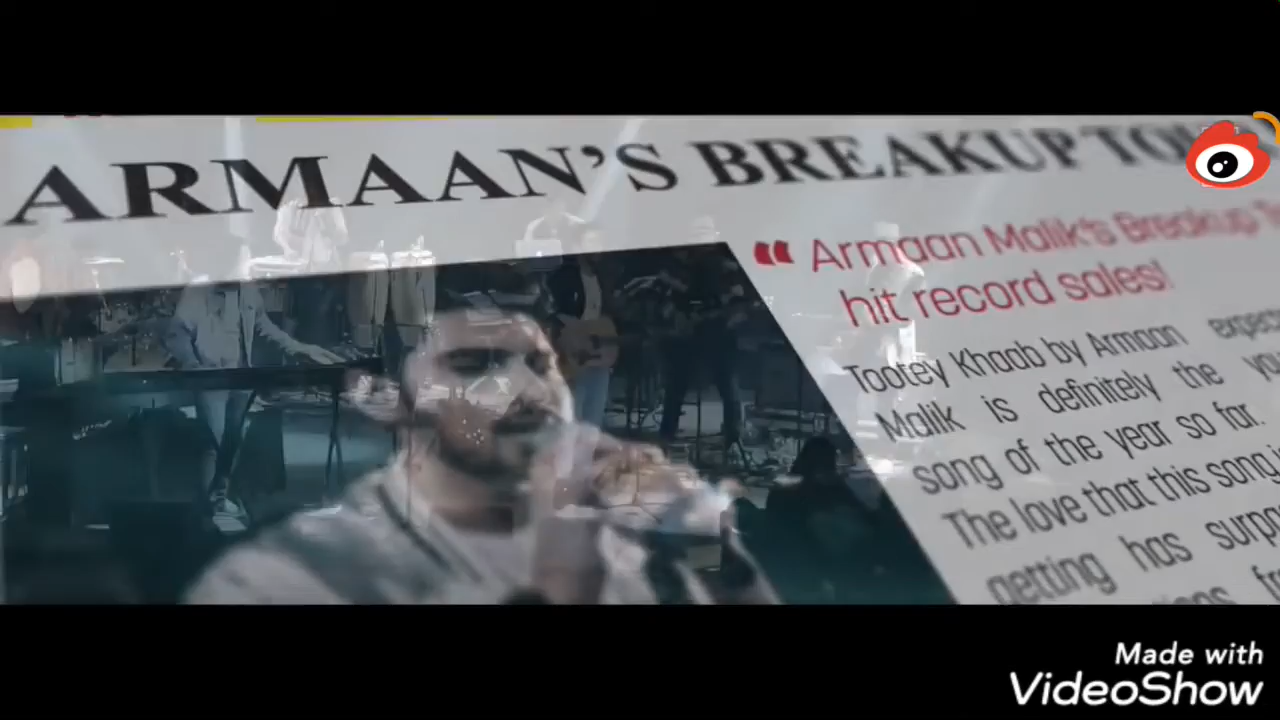 ARMAAN'S BREAKUP
“ Armaan Malik's Breakup
hit record sales!
Tootey Khaab by Armaan
Malik is definitely the
song of the year so far.
The love that this song
getting has
Made with
VideoShow